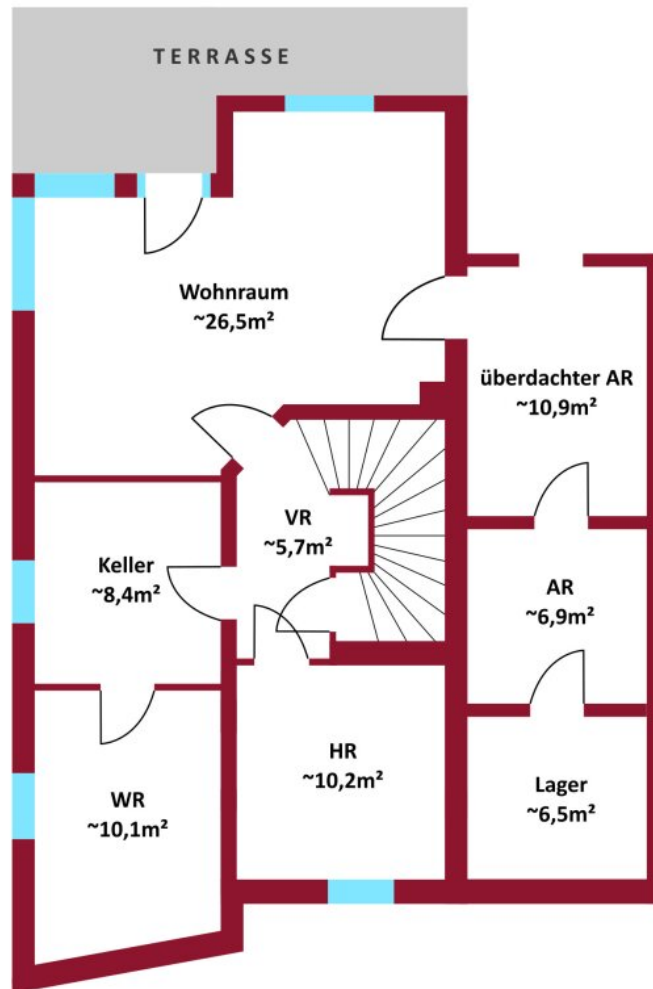 TERRASSE
Wohnraum
~26,5m²
überdachter AR
~10,9m²
VR
~5,7m²
Keller
~8,4m²
AR
~6,9m²
HR
~10,2m²
WR
~10,1m²
Lager
~6,5m²